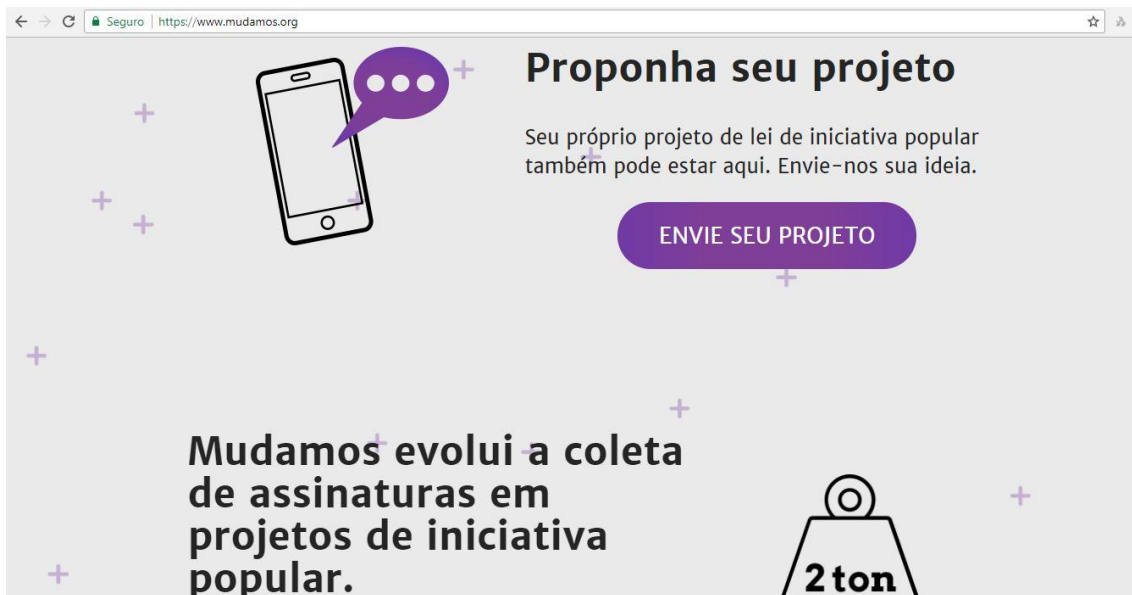 Seguro | https://www.mudamos.org
Proponha seu projeto
Seu próprio projeto de lei de iniciativa popular
também pode estar aqui. Envie-nos sua ideia.
ENVIE SEU PROJETO
Mudamos evolui a coleta
de assinaturas em
projetos de iniciativa
popular.
2 ton